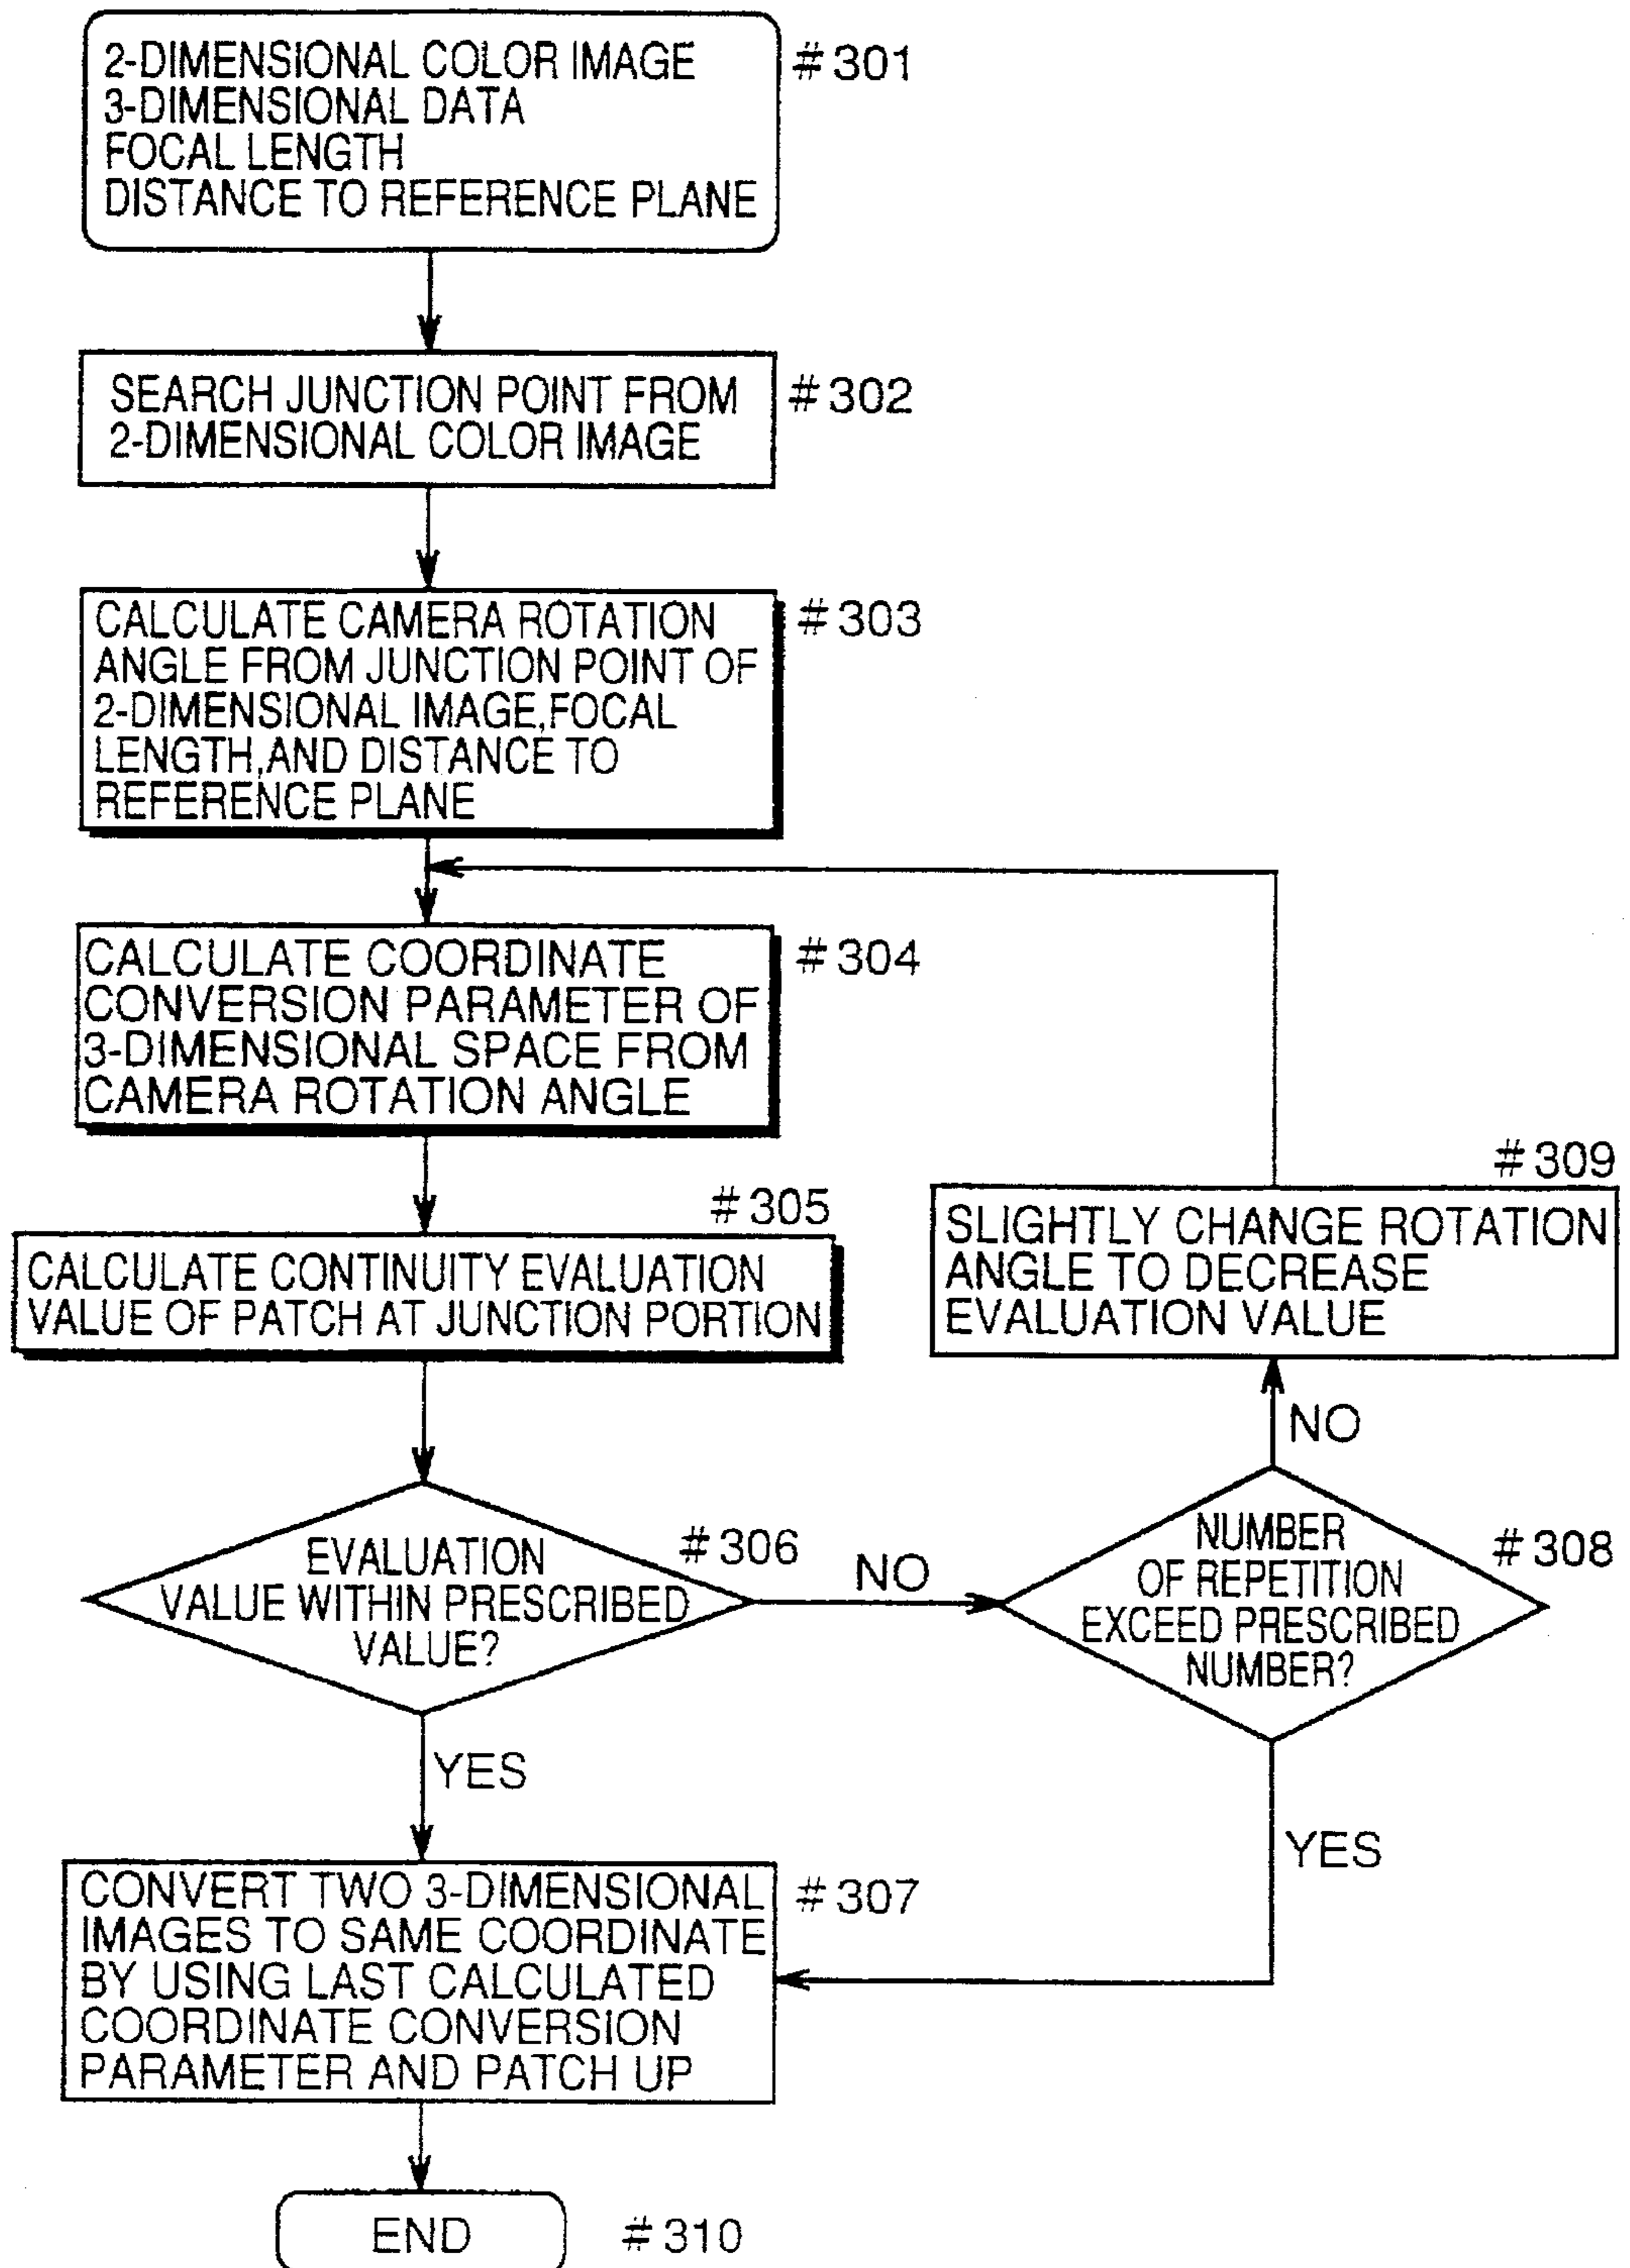 2-DIMENSIONAL COLOR IMAGE
3-DIMENSIONAL DATA
FOCAL LENGTH
DISTANCE TO REFERENCE PLANE
#301
SEARCH JUNCTION POINT FROM
2-DIMENSIONAL COLOR IMAGE
#302
CALCULATE CAMERA ROTATION
ANGLE FROM JUNCTION POINT OF
2-DIMENSIONAL IMAGE,FOCAL
LENGTH,AND DISTANCE TO
REFERENCE PLANE
#303
CALCULATE COORDINATE
CONVERSION PARAMETER OF
3-DIMENSIONAL SPACE FROM
CAMERA ROTATION ANGLE
#304
#305
CALCULATE CONTINUITY EVALUATION
VALUE OF PATCH AT JUNCTION PORTION
#309
SLIGHTLY CHANGE ROTATION
ANGLE TO DECREASE
EVALUATION VALUE
NO
EVALUATION
VALUE WITHIN PRESCRIBED
VALUE?
#306
NO
NUMBER
OF REPETITION
EXCEED PRESCRIBED
NUMBER?
#308
YES
YES
CONVERT TWO 3-DIMENSIONAL
IMAGES TO SAME COORDINATE
BY USING LAST CALCULATED
COORDINATE CONVERSION
PARAMETER AND PATCH UP
#307
END
#310